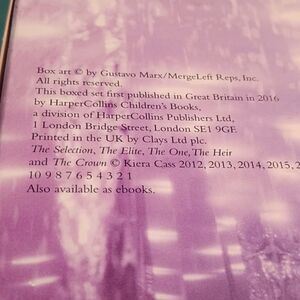 Box art © by Gustavo Marx/MergeLeft Reps, Inc.
All rights reserved.
This boxed set first published in Great Britain in 2016
by HarperCollins Children's Books,
a division of HarperCollins Publishers Ltd,
1 London Bridge Street, London SE1 9GE
Printed in the UK by Clays Ltd plc.
The Selection, The Elite, The One, The Heir
and The Crown © Kiera Cass 2012, 2013, 2014, 2015, 2
10 9 8 7 6 5 4 3 2 1
Also available as ebooks.